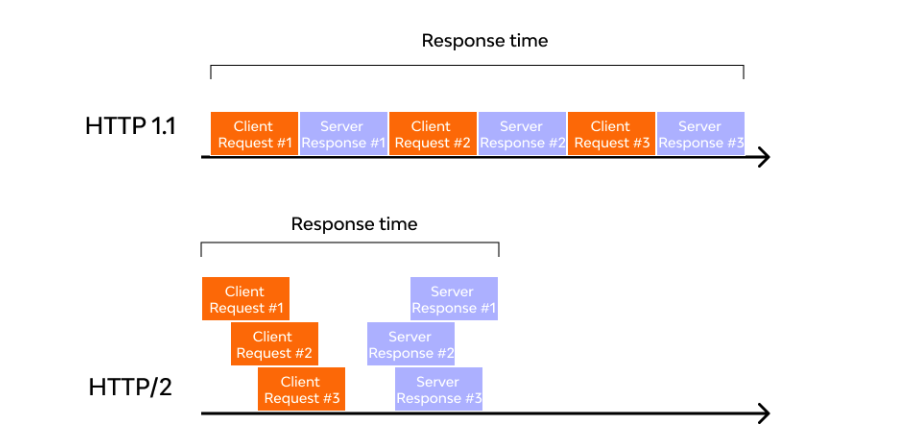 Response time
HTTP 1.1
Client
Request #1
Server
Response #1
Client
Request #2
Server
Response #2
Client
Request #3
Server
Response #3
Response time
Client
Request #1
Server
Response #1
Client
Request #2
Server
Response #2
HTTP/2
Client
Request #3
Server
Response #3